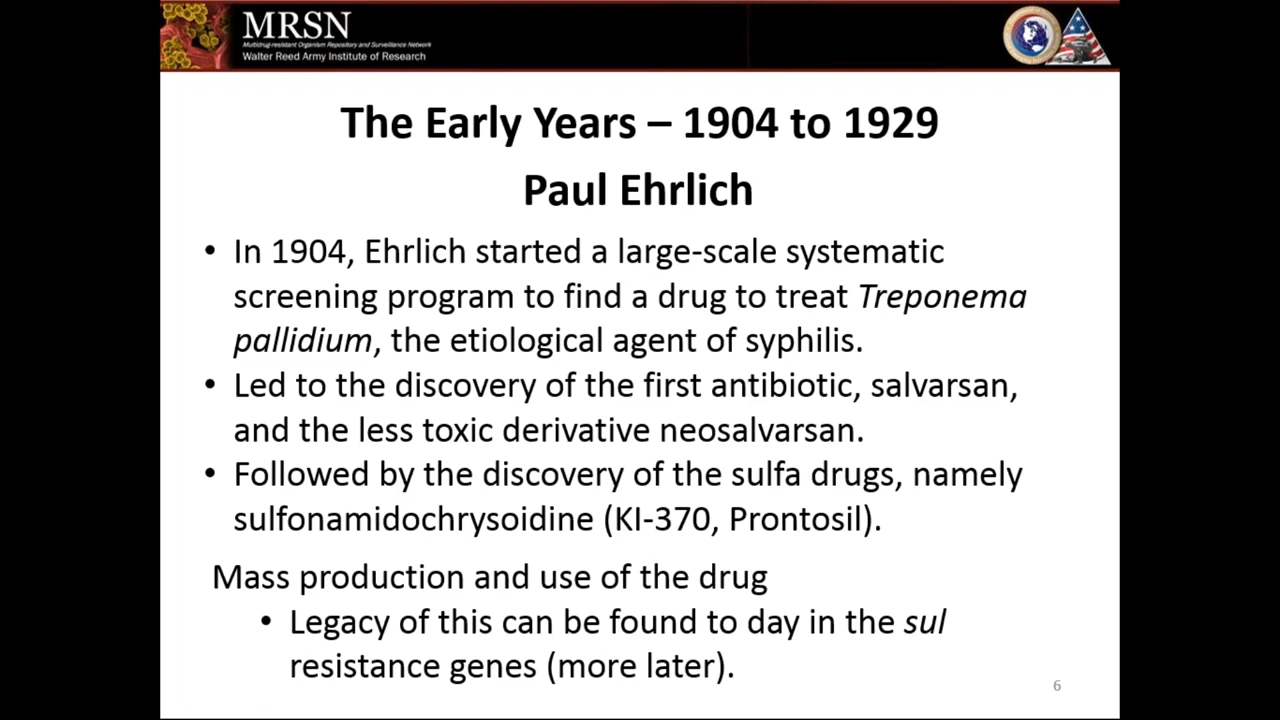 MRSN
Multidrug-resistant Organism Repository and Surveillance Network
Walter Reed Army Institute of Research
The Early Years – 1904 to 1929
Paul Ehrlich
• In 1904, Ehrlich started a large-scale systematic
screening program to find a drug to treat Treponema
pallidium, the etiological agent of syphilis.
• Led to the discovery of the first antibiotic, salvarsan,
and the less toxic derivative neosalvarsan.
• Followed by the discovery of the sulfa drugs, namely
sulfonamidochrysoidine (KI-370, Prontosil).
Mass production and use of the drug
• Legacy of this can be found to day in the sul
resistance genes (more later).
6